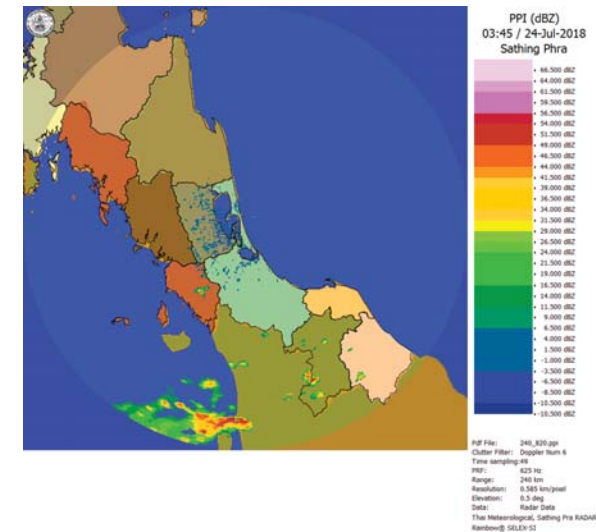 PPI (dBZ)
03:45 / 24-Jul-2018
Sathing Phra
66.500 dBZ
64.000 dBZ
61.500 dBZ
59.500 dBZ
56.500 dBZ
54.000 dBZ
51.500 dBZ
49.000 dBZ
46.500 dBZ
44.000 dBZ
41.500 dBZ
39.000 dBZ
36.500 dBZ
34.000 dBZ
31.500 dBZ
29.000 dBZ
26.500 dBZ
24.000 dBZ
21.500 dBZ
19.000 dBZ
16.500 dBZ
14.000 dBZ
11.500 dBZ
9.000 dBZ
6.500 dBZ
4.000 dBZ
1.500 dBZ
-1.000 dBZ
-3.500 dBZ
-6.500 dBZ
-8.500 dBZ
-10.500 dBZ
-10.500 dBZ
Pdf File: 240_820.ppi
Clutter Filter: Doppler Num 6
Time sampling:49
PRF: 625 Hz
Range: 240 km
Resolution: 0.585 km/pixel
Elevation: 0.5 deg
Data: Radar Data
Thai Meteorological, Sathing Pra RADAR
Rainbow® SELEX-SI